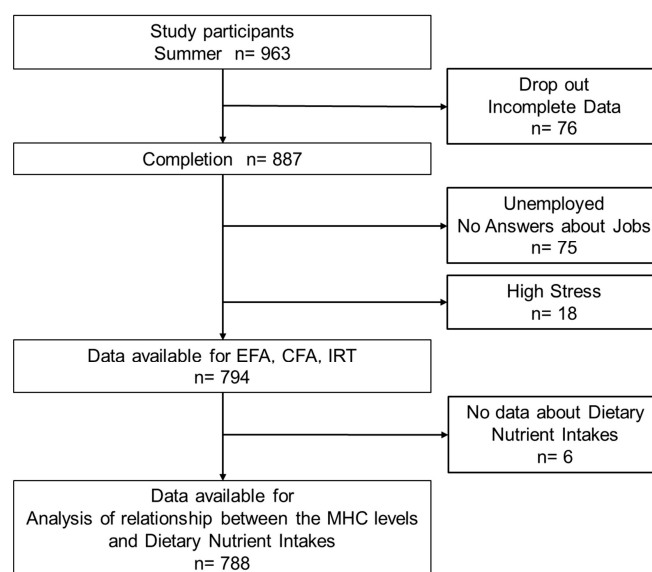 Study participants
Summer n= 963
Drop out
Incomplete Data
n= 76
Completion n= 887
Unemployed
No Answers about Jobs
n= 75
High Stress
n= 18
Data available for EFA, CFA, IRT
n= 794
No data about Dietary
Nutrient Intakes
n= 6
Data available for
Analysis of relationship between the MHC levels
and Dietary Nutrient Intakes
n= 788